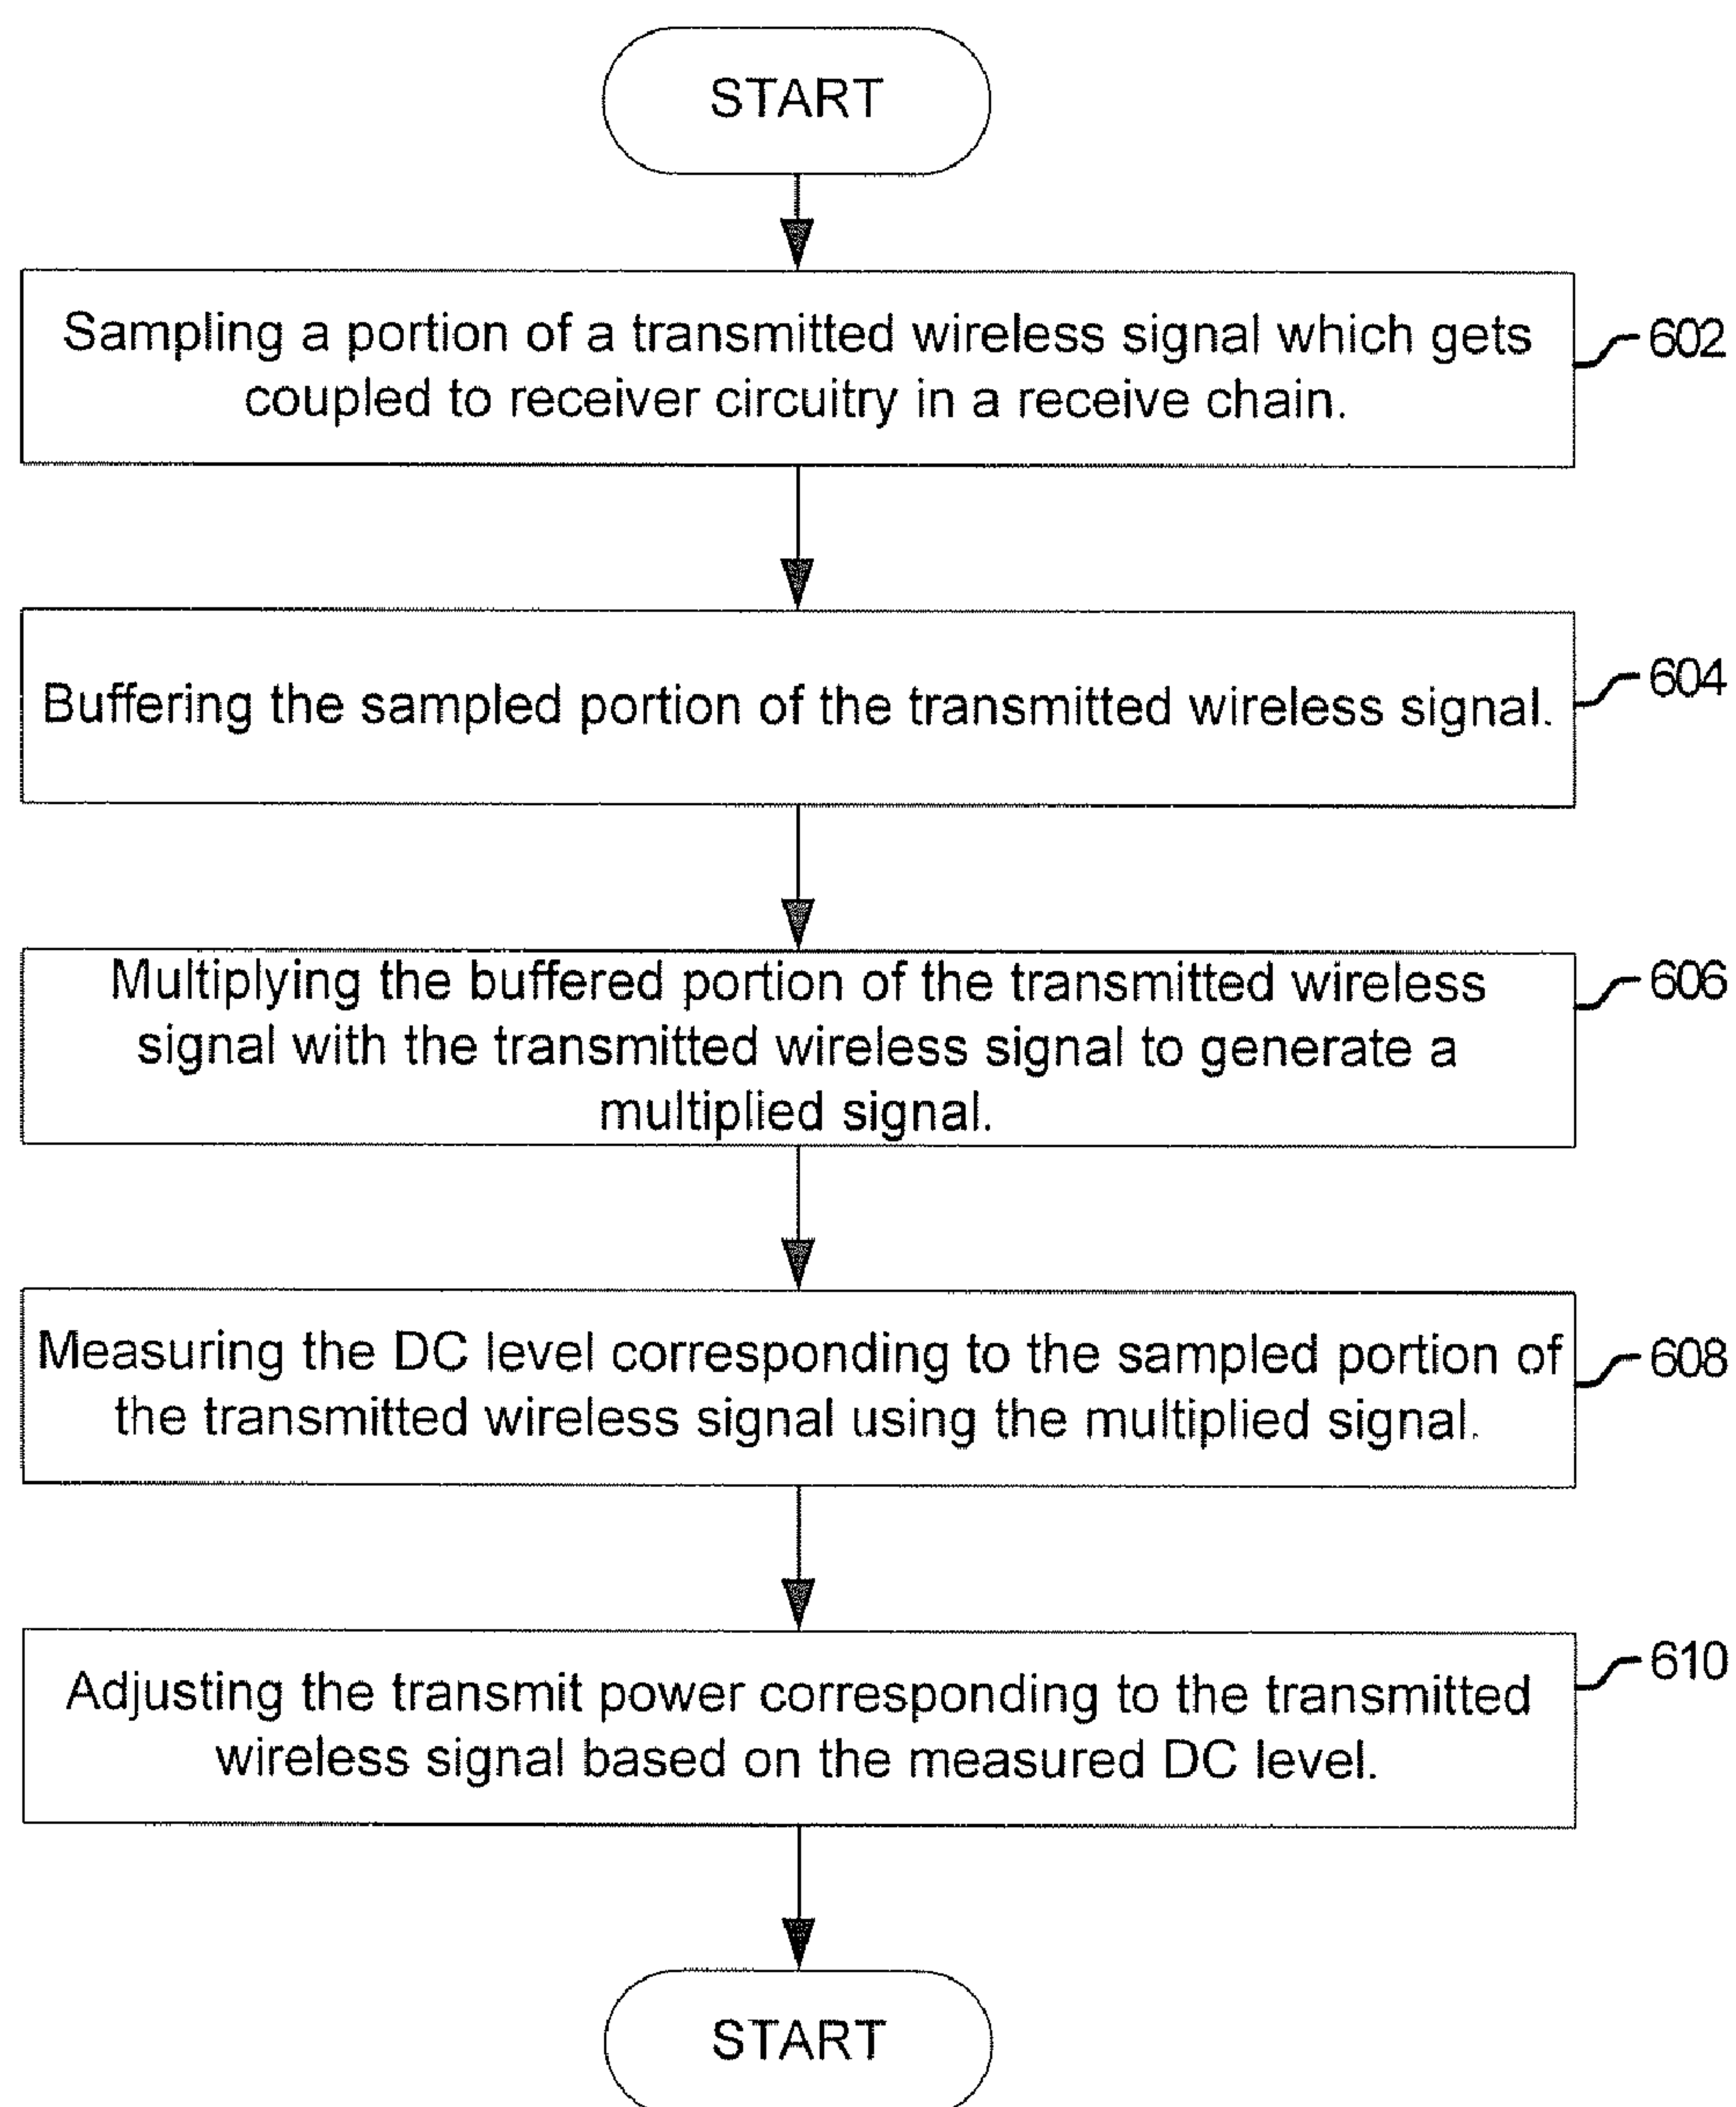 START
Sampling a portion of a transmitted wireless signal which gets
coupled to receiver circuitry in a receive chain.
602
Buffering the sampled portion of the transmitted wireless signal.
604
Multiplying the buffered portion of the transmitted wireless
signal with the transmitted wireless signal to generate a
multiplied signal.
606
Measuring the DC level corresponding to the sampled portion of
the transmitted wireless signal using the multiplied signal.
608
Adjusting the transmit power corresponding to the transmitted
wireless signal based on the measured DC level.
610
START